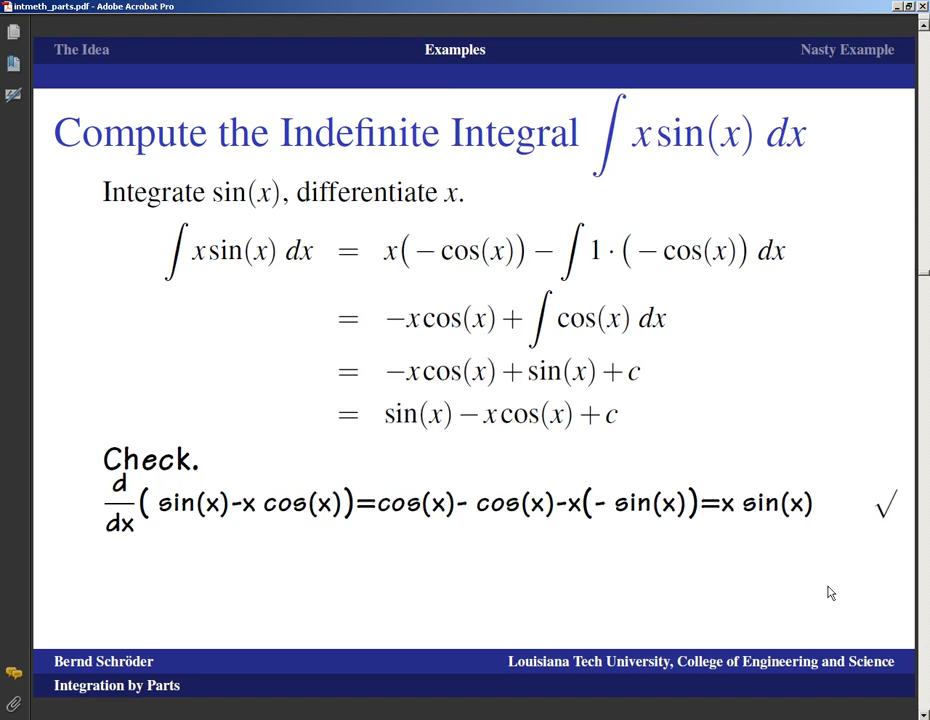 intmeth_parts.pdf - Adobe Acrobat Pro
The Idea Examples Nasty Example
Compute the Indefinite Integral ∫ x sin(x) dx
Integrate sin(x), differentiate x.
∫ x sin(x) dx = x(−cos(x)) − ∫ 1·(−cos(x)) dx
= −x cos(x) + ∫ cos(x) dx
= −x cos(x) + sin(x) + c
= sin(x) − x cos(x) + c
Check.
d/dx( sin(x)-x cos(x))=cos(x)- cos(x)-x(- sin(x))=x sin(x) √
Bernd Schröder Louisiana Tech University, College of Engineering and Science
Integration by Parts